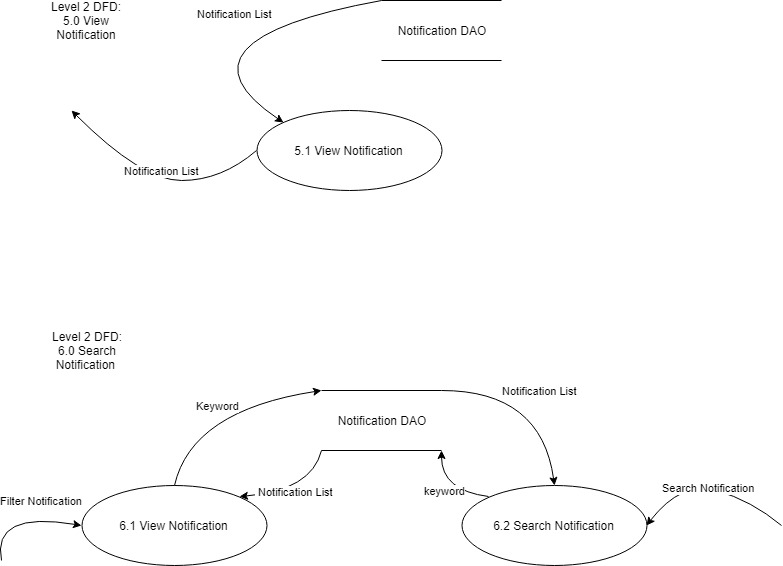 Level 2 DFD:
5.0 View
Notification
Notification List
Notification DAO
5.1 View Notification
Notification List
Level 2 DFD:
6.0 Search
Notification
Keyword
Notification List
Notification DAO
Filter Notification
Notification List
keyword
Search Notification
6.1 View Notification
6.2 Search Notification